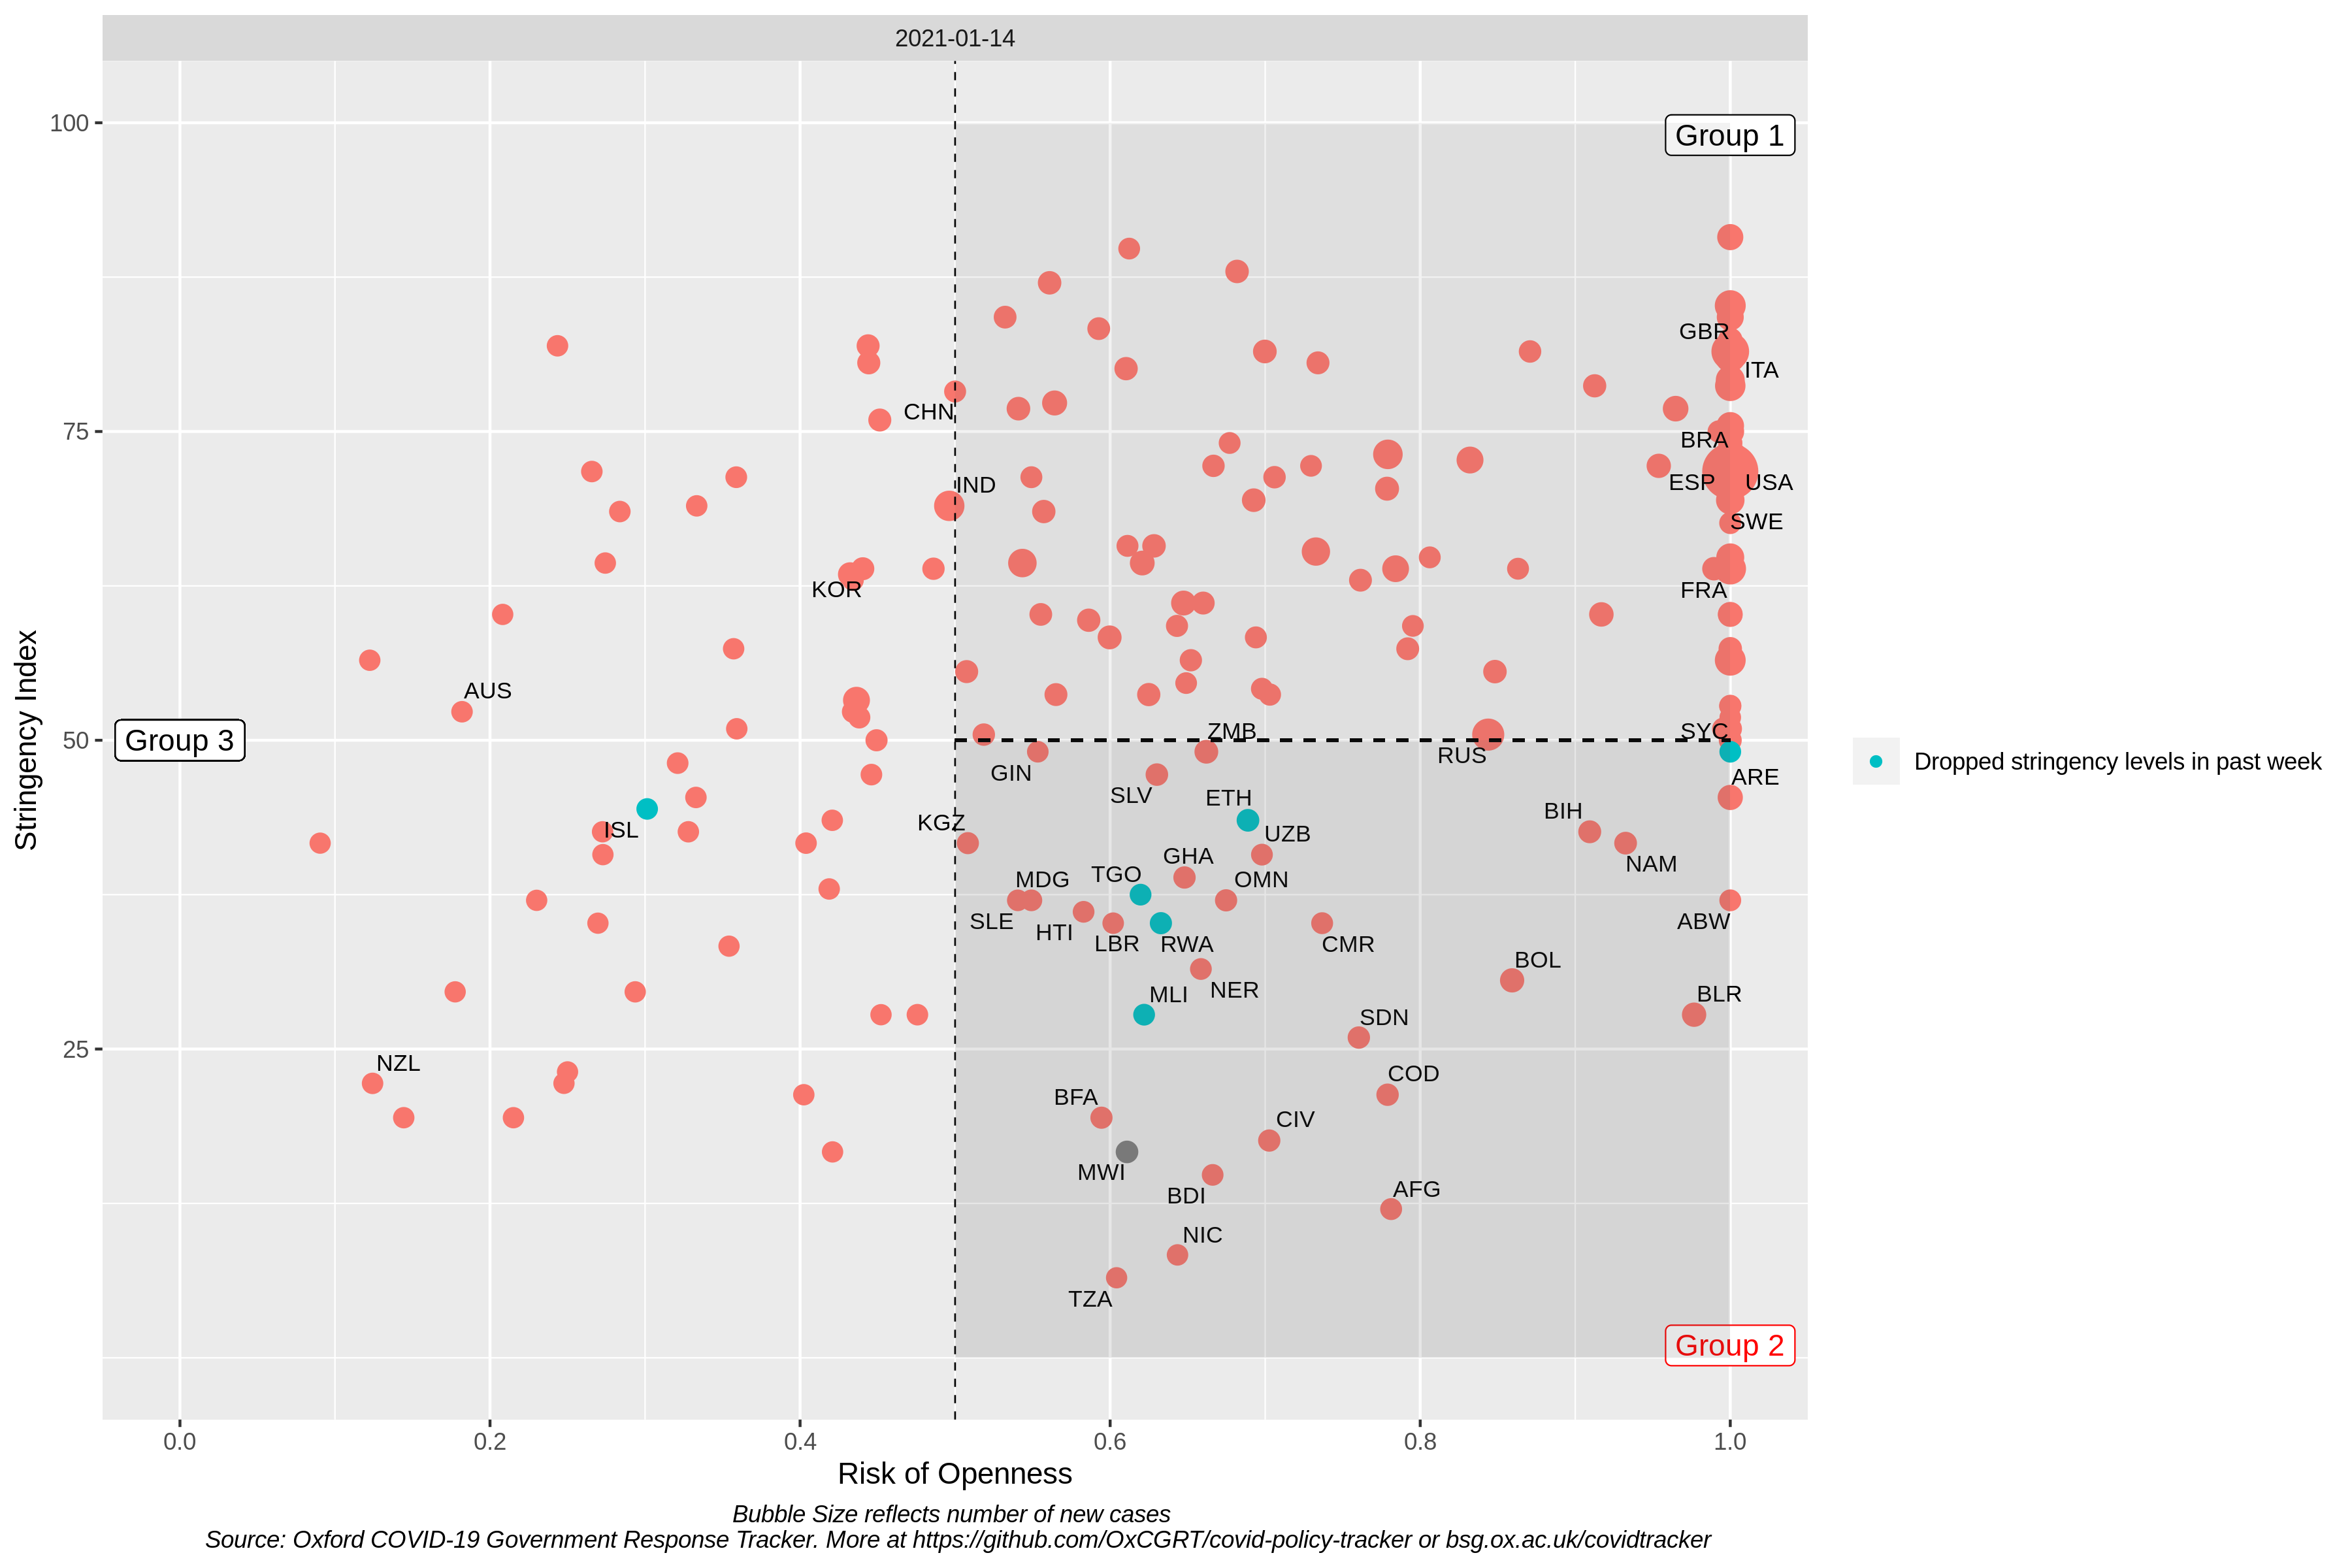 2021-01-14
100
Group 1
GBR
ITA
75
CHN
BRA
IND
ESP
USA
SWE
KOR
FRA
AUS
50
Group 3
ZMB
SYC
RUS
Dropped stringency levels in past week
GIN
ARE
SLV
ETH
BIH
KGZ
ISL
UZB
GHA
NAM
TGO
MDG
OMN
SLE
HTI
LBR
RWA
CMR
ABW
BOL
NER
MLI
BLR
SDN
25
NZL
COD
BFA
CIV
MWI
BDI
AFG
NIC
TZA
Group 2
Stringency Index
0.0 0.2 0.4 0.6 0.8 1.0
Risk of Openness
Bubble Size reflects number of new cases
Source: Oxford COVID-19 Government Response Tracker. More at https://github.com/OxCGRT/covid-policy-tracker or bsg.ox.ac.uk/covidtracker